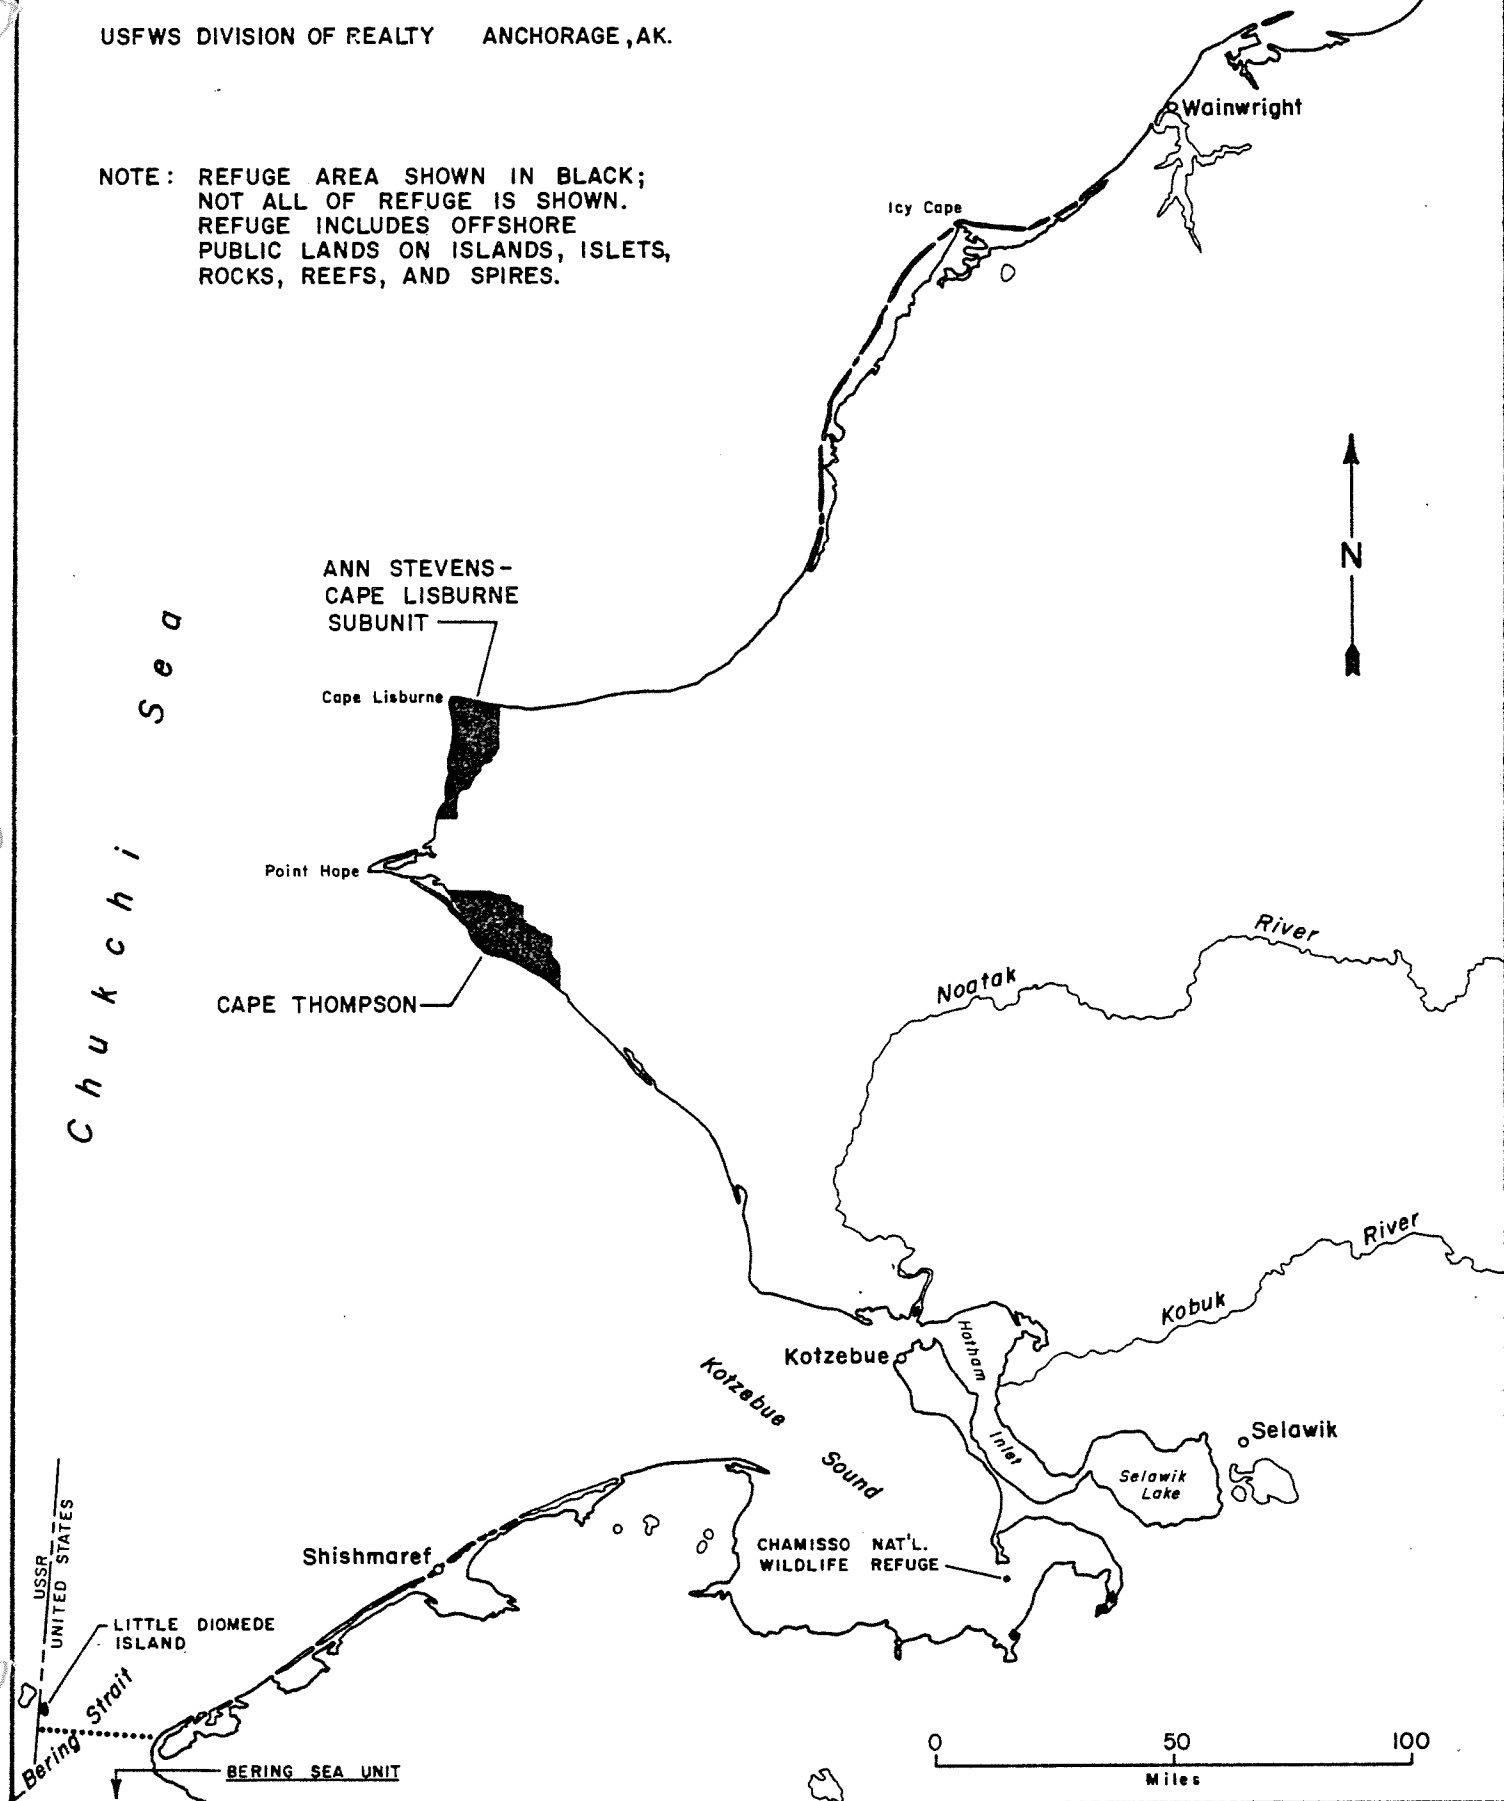 USFWS DIVISION OF REALTY ANCHORAGE, AK.
Wainwright
NOTE: REFUGE AREA SHOWN IN BLACK;
NOT ALL OF REFUGE IS SHOWN.
REFUGE INCLUDES OFFSHORE
PUBLIC LANDS ON ISLANDS, ISLETS,
ROCKS, REEFS, AND SPIRES.
Icy Cape
N
ANN STEVENS-
CAPE LISBURNE
SUBUNIT
Cape Lisburne
Chukchi Sea
Point Hope
CAPE THOMPSON
Noatak River
Kobuk River
Kotzebue
Hotham Inlet
Kotzebue Sound
Selawik
Selawik
Lake
CHAMISSO NAT'L.
WILDLIFE REFUGE
Shishmaref
USSR
UNITED STATES
LITTLE DIOMEDE
ISLAND
Bering Strait
BERING SEA UNIT
0 50 100
Miles